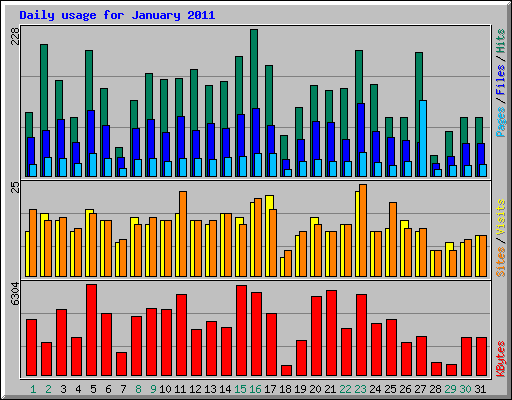 Daily usage for January 2011
228
Pages / Files / Hits
25
Sites / Visits
6304
KBytes
1 2 3 4 5 6 7 8 9 10 11 12 13 14 15 16 17 18 19 20 21 22 23 24 25 26 27 28 29 30 31